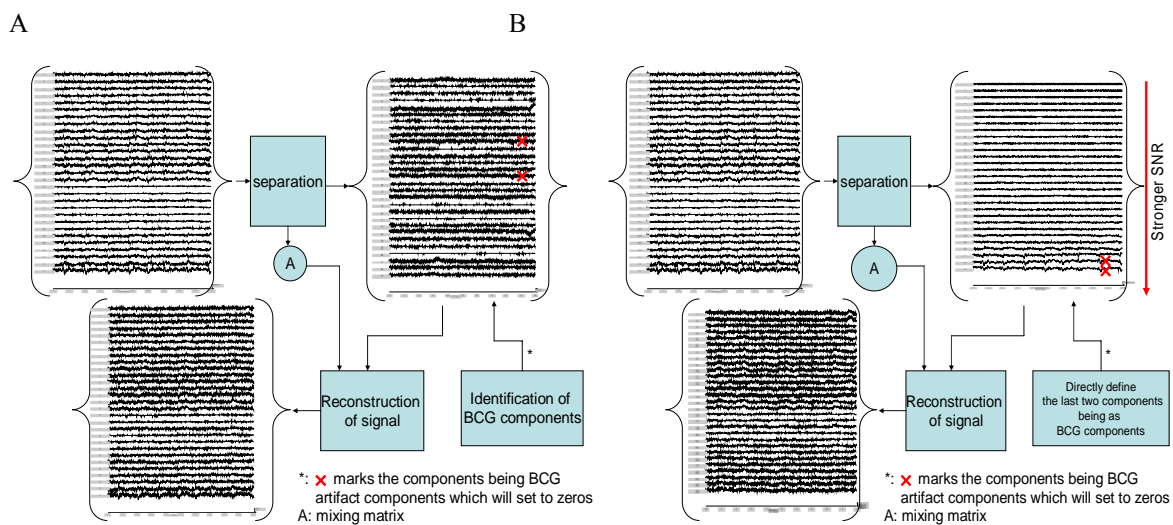 A
separation
A
Reconstruction
of signal
Identification of
BCG components
*
*: × marks the components being BCG
artifact components which will set to zeros
A: mixing matrix
B
separation
A
Stronger SNR
Reconstruction
of signal
Directly define
the last two components
being as
BCG components
*
*: × marks the components being BCG
artifact components which will set to zeros
A: mixing matrix